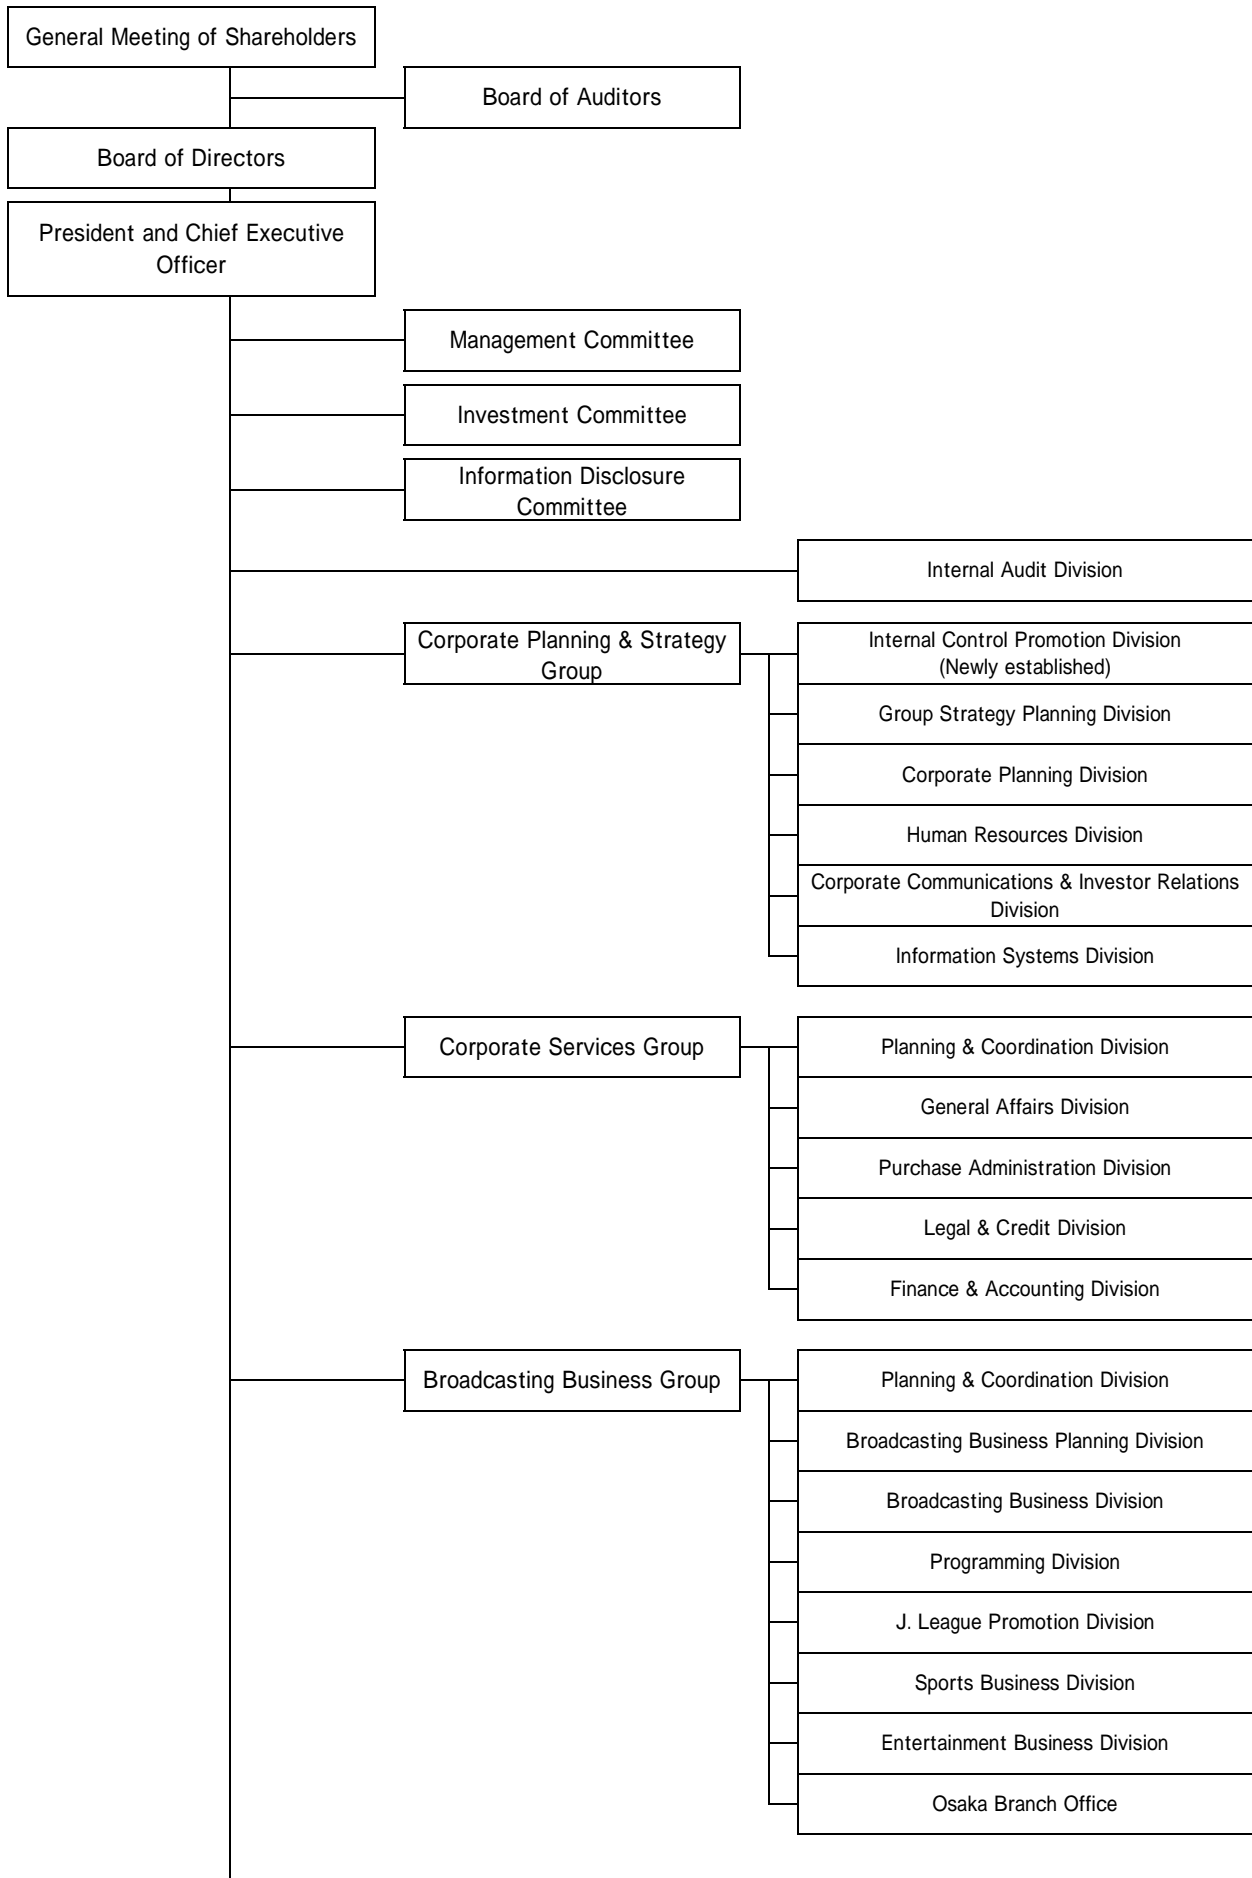 General Meeting of Shareholders
Board of Auditors
Board of Directors
President and Chief Executive
Officer
Management Committee
Investment Committee
Information Disclosure
Committee
Internal Audit Division
Corporate Planning & Strategy
Group
Internal Control Promotion Division
(Newly established)
Group Strategy Planning Division
Corporate Planning Division
Human Resources Division
Corporate Communications & Investor Relations
Division
Information Systems Division
Corporate Services Group
Planning & Coordination Division
General Affairs Division
Purchase Administration Division
Legal & Credit Division
Finance & Accounting Division
Broadcasting Business Group
Planning & Coordination Division
Broadcasting Business Planning Division
Broadcasting Business Division
Programming Division
J. League Promotion Division
Sports Business Division
Entertainment Business Division
Osaka Branch Office